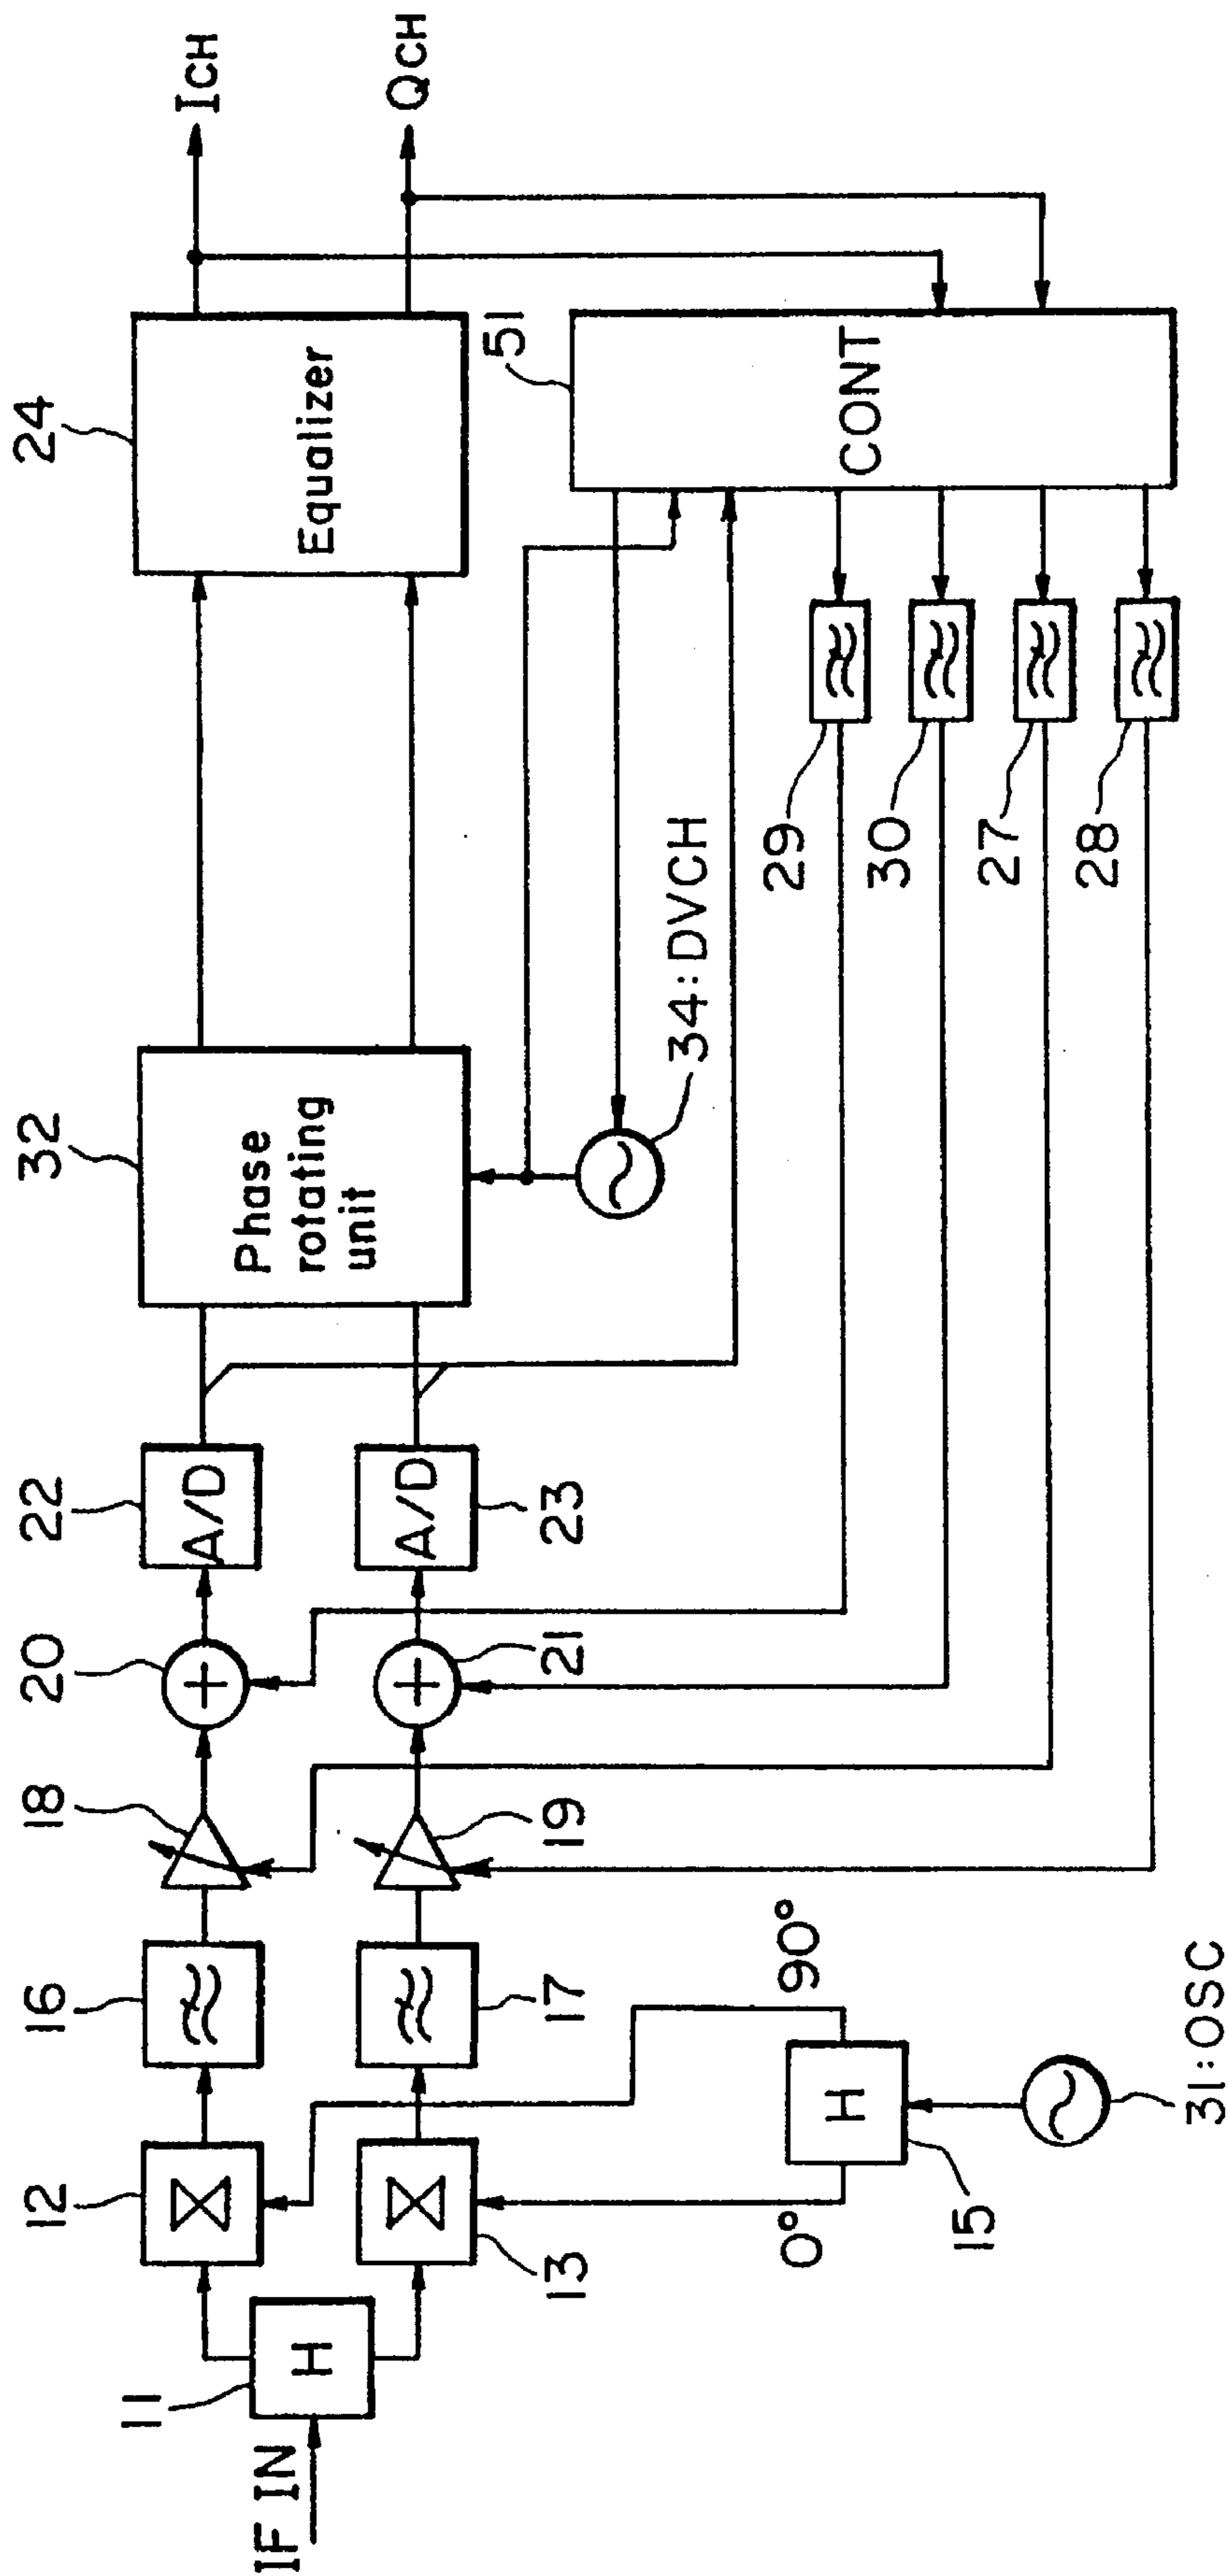 IF IN
11
H
12
13
0°
15
H
90°
31:OSC
16
17
18
19
20
21
22
A/D
23
A/D
32
Phase
rotating
unit
34:DVCH
24
Equalizer
51
CONT
29
30
27
28
ICH
QCH